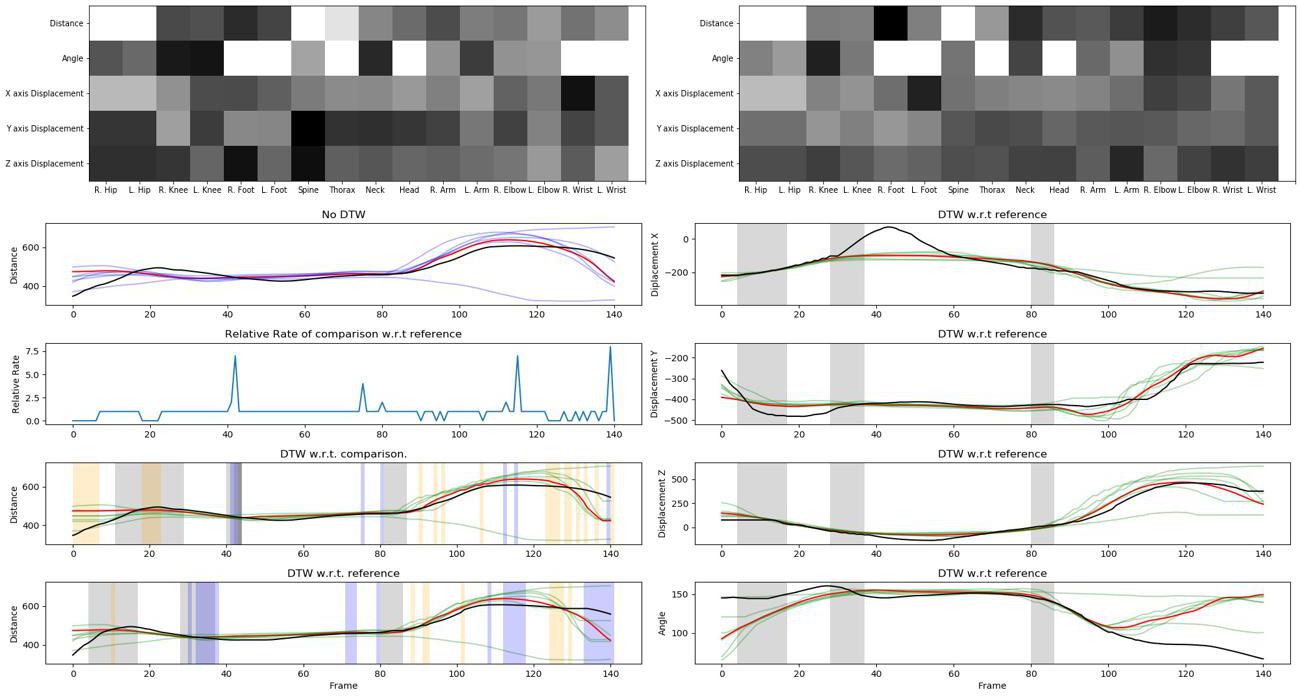 Distance
Angle
X axis Displacement
Y axis Displacement
Z axis Displacement
R. Hip L. Hip R. Knee L. Knee R. Foot L. Foot Spine Thorax Neck Head R. Arm L. Arm R. Elbow L. Elbow R. Wrist L. Wrist
Distance
Angle
X axis Displacement
Y axis Displacement
Z axis Displacement
R. Hip L. Hip R. Knee L. Knee R. Foot L. Foot Spine Thorax Neck Head R. Arm L. Arm R. Elbow L. Elbow R. Wrist L. Wrist
No DTW
Distance
600
400
0 20 40 60 80 100 120 140
Relative Rate of comparison w.r.t reference
Relative Rate
7.5
5.0
2.5
0.0
0 20 40 60 80 100 120 140
DTW w.r.t. comparison.
Distance
600
400
0 20 40 60 80 100 120 140
DTW w.r.t. reference
Distance
600
400
0 20 40 60 80 100 120 140
Frame
DTW w.r.t reference
Diplacement X
0
−200
0 20 40 60 80 100 120 140
DTW w.r.t reference
Displacement Y
−200
−300
−400
−500
0 20 40 60 80 100 120 140
DTW w.r.t reference
Displacement Z
500
250
0
0 20 40 60 80 100 120 140
DTW w.r.t reference
Angle
150
100
0 20 40 60 80 100 120 140
Frame